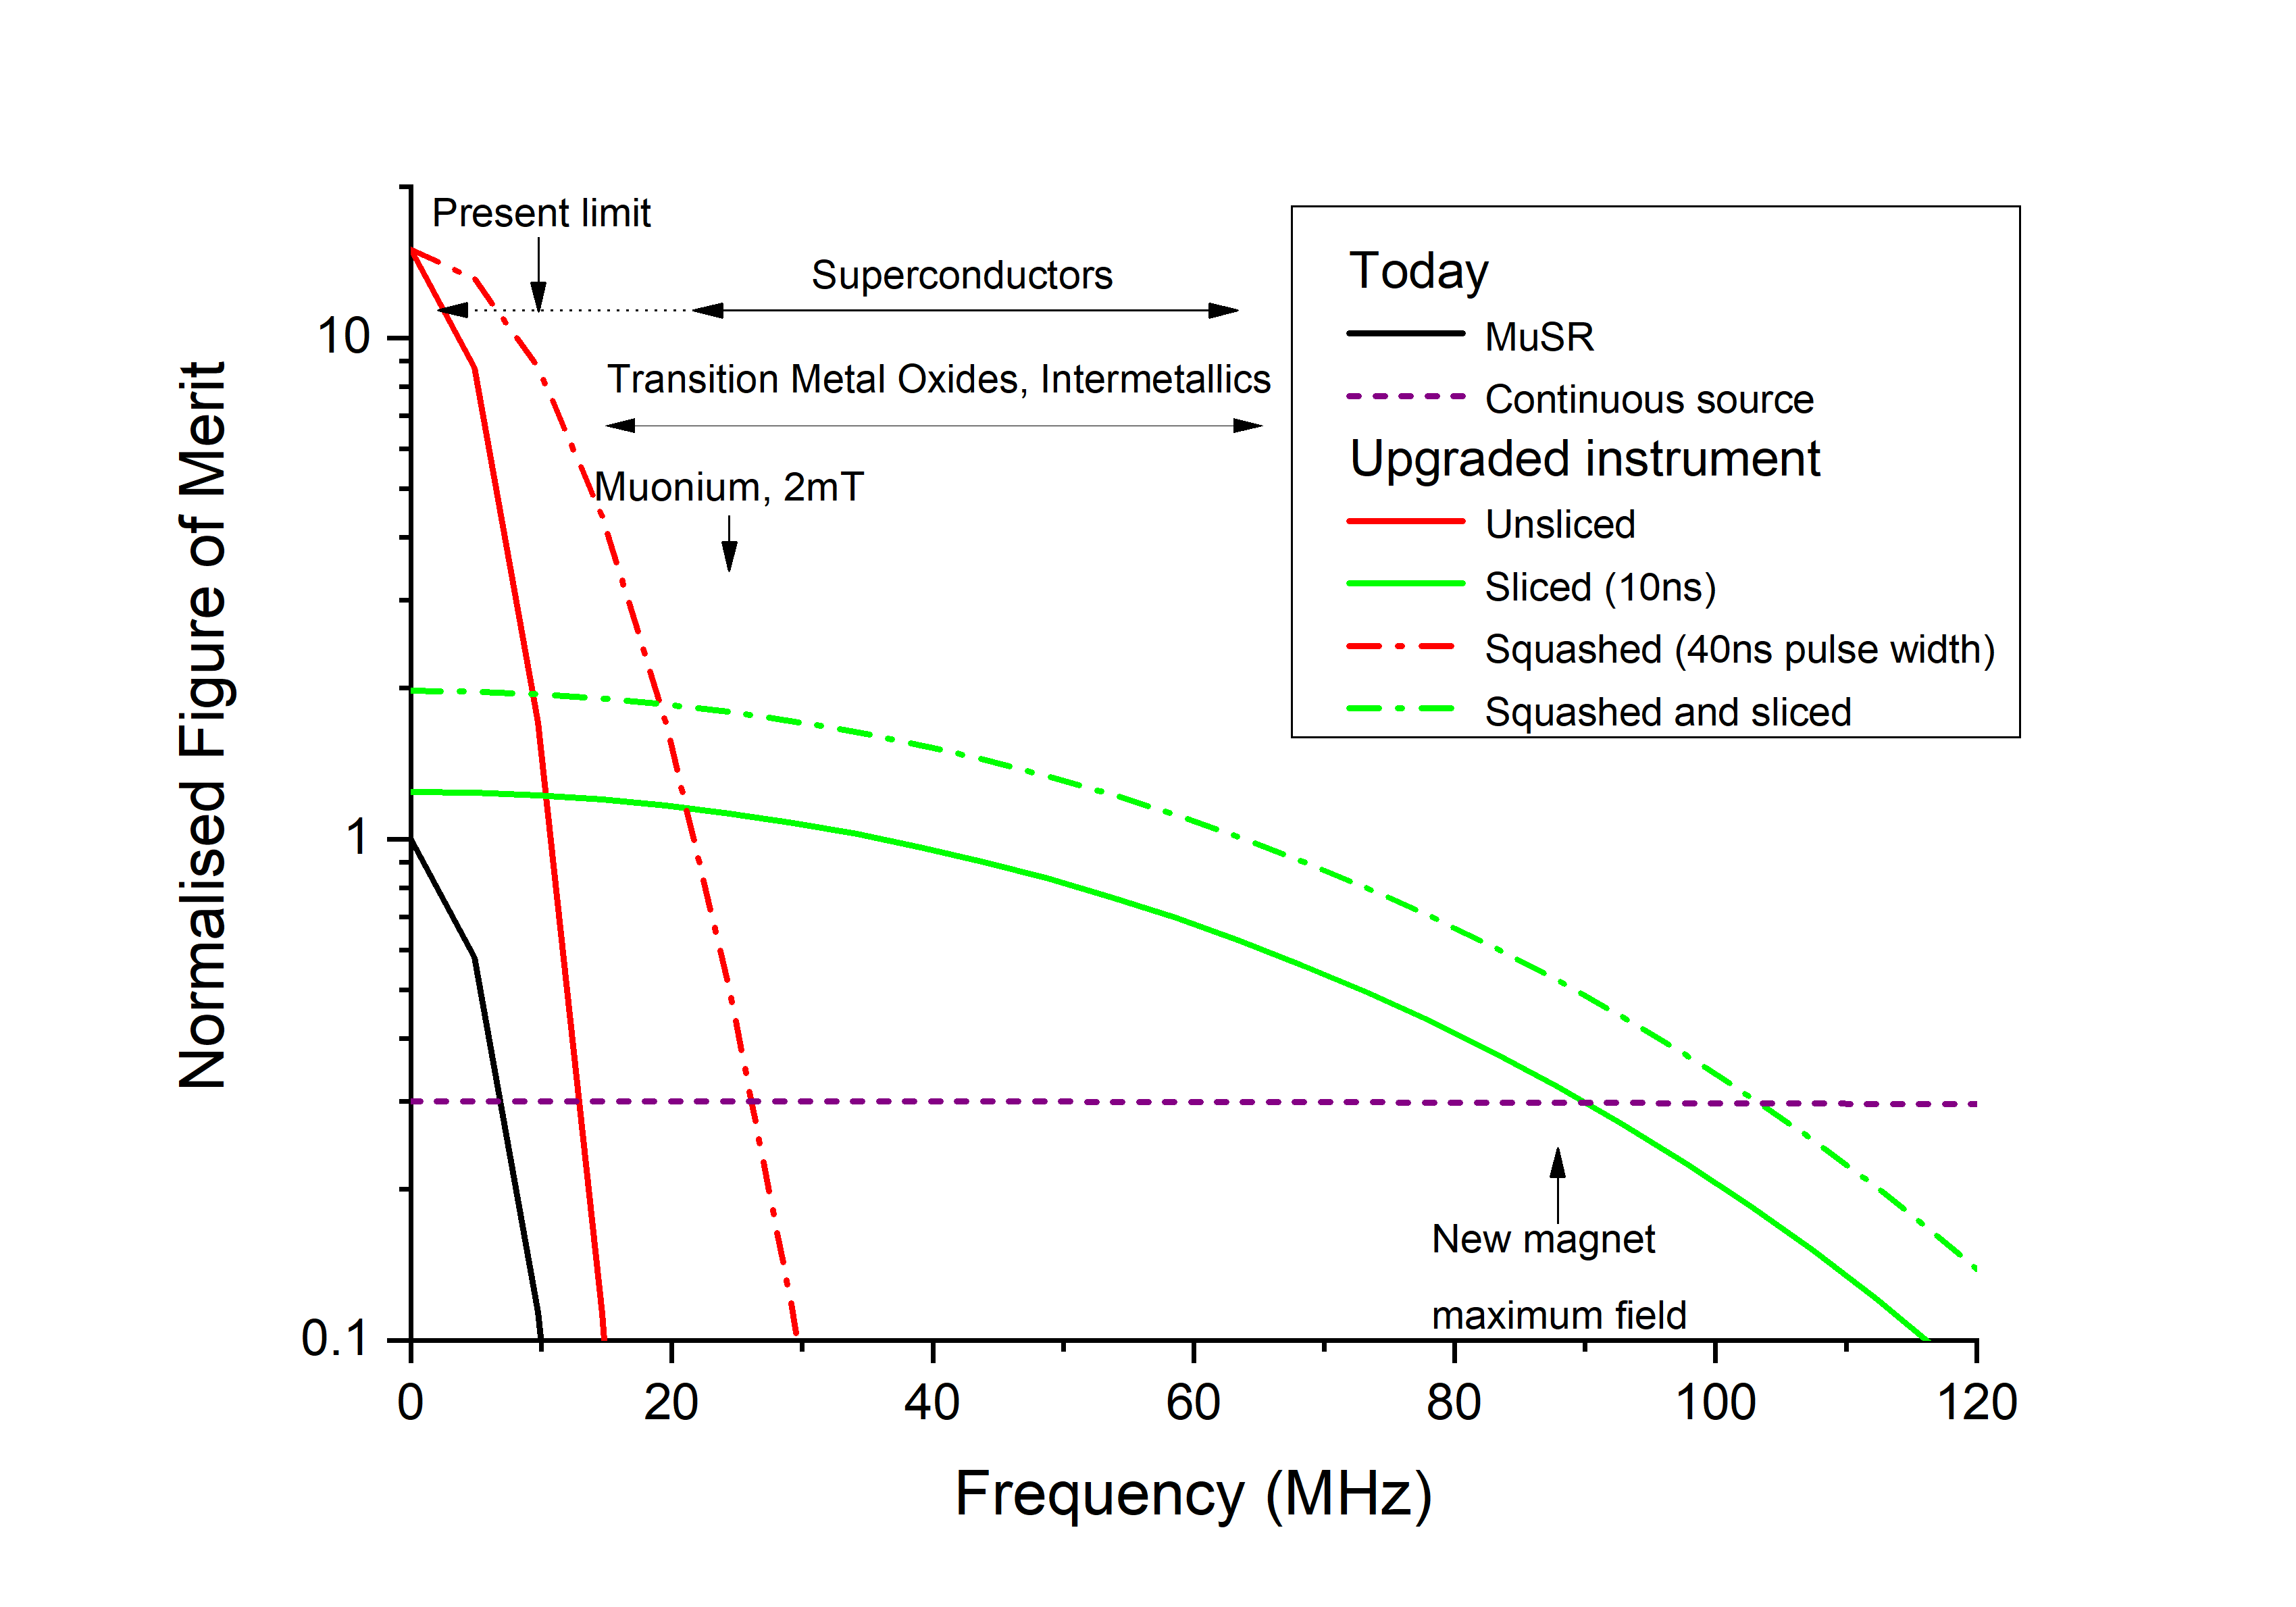 Present limit
Superconductors
Transition Metal Oxides, Intermetallics
Muonium, 2mT
Today
MuSR
Continuous source
Upgraded instrument
Unsliced
Sliced (10ns)
Squashed (40ns pulse width)
Squashed and sliced
Normalised Figure of Merit
10
1
0.1
New magnet
maximum field
0 20 40 60 80 100 120
Frequency (MHz)